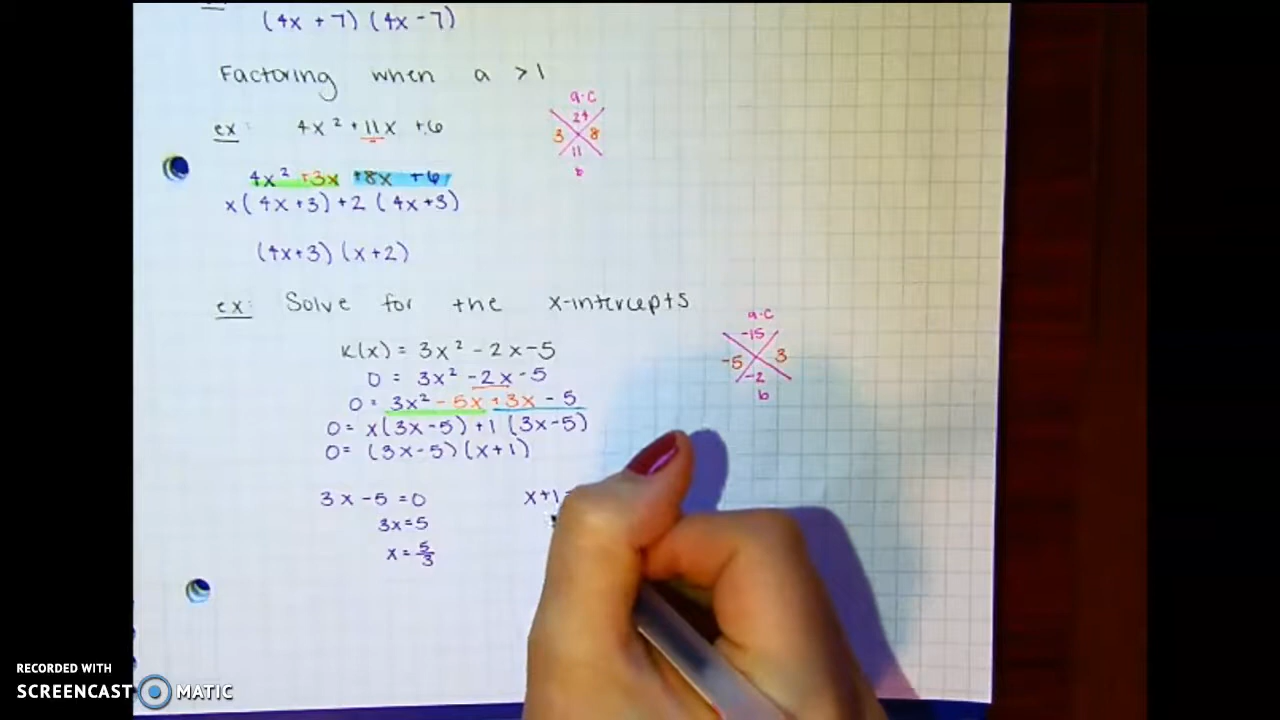 (4x + 7) (4x - 7)
Factoring when a > 1
a·c
ex: 4x² + 11x + 6
24
3 8
11
b
4x² + 3x + 8x + 6
x(4x+3) + 2(4x+3)
(4x+3)(x+2)
ex: Solve for the x-intercepts
a·c
-15
-5 3
-2
b
K(x) = 3x² - 2x - 5
0 = 3x² - 2x - 5
0 = 3x² - 5x + 3x - 5
0 = x(3x-5) + 1(3x-5)
0 = (3x-5)(x+1)
3x - 5 = 0
x+1
3x = 5
x = 5/3
RECORDED WITH
SCREENCAST MATIC